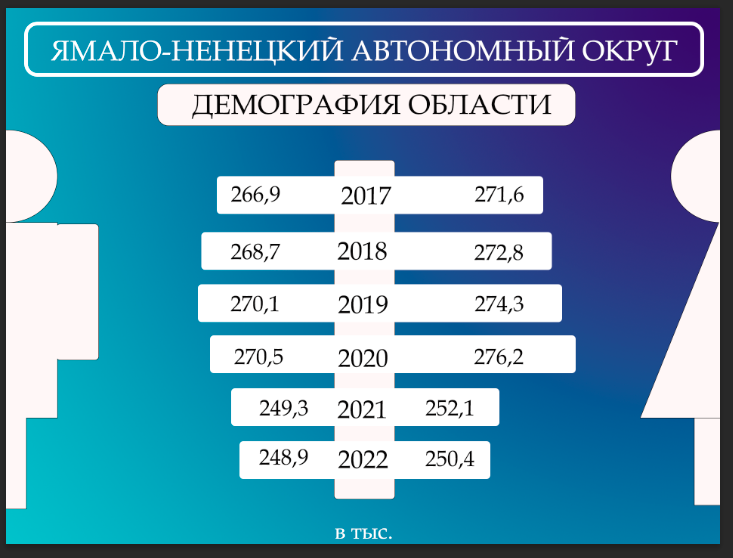 ЯМАЛО-НЕНЕЦКИЙ АВТОНОМНЫЙ ОКРУГ
ДЕМОГРАФИЯ ОБЛАСТИ
266,9 2017 271,6
268,7 2018 272,8
270,1 2019 274,3
270,5 2020 276,2
249,3 2021 252,1
248,9 2022 250,4
в тыс.